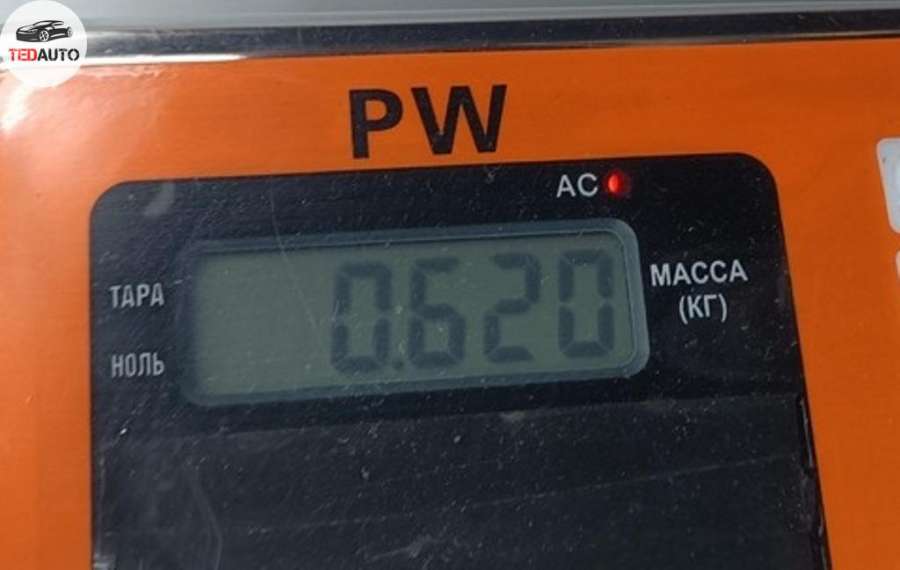 TEDAUTO
PW
AC
ТАРА
0.620
МАССА
(КГ)
НОЛЬ